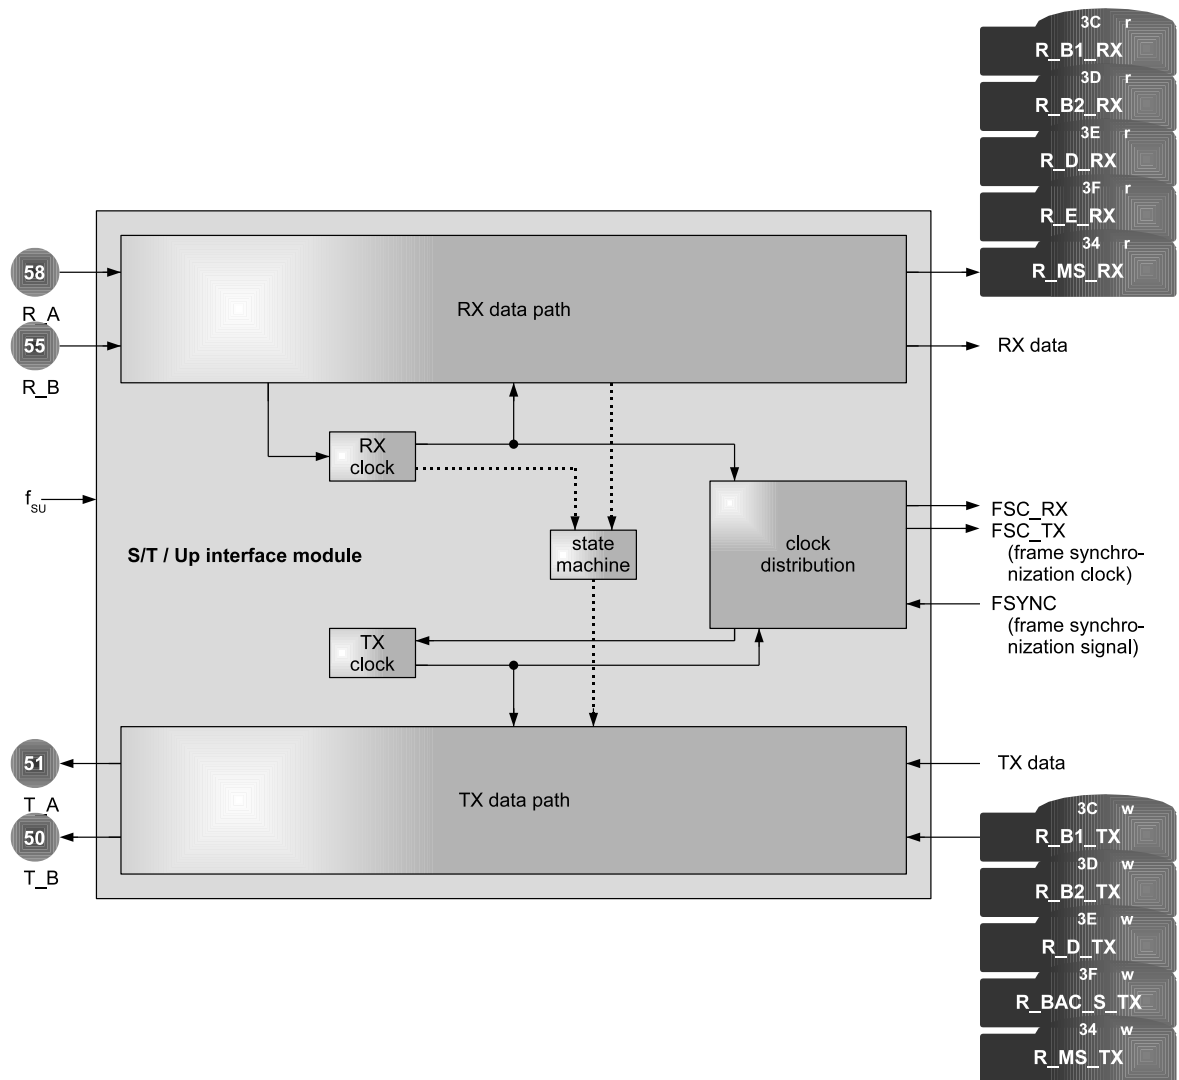 3C r
R_B1_RX
3D r
R_B2_RX
3E r
R_D_RX
3F r
R_E_RX
34 r
R_MS_RX
58
R_A
55
R_B
RX data path
RX data
RX
clock
f_SU
S/T / Up interface module
state
machine
clock
distribution
FSC_RX
FSC_TX
(frame synchro-
nization clock)
FSYNC
(frame synchro-
nization signal)
TX
clock
51
T_A
50
T_B
TX data path
TX data
3C w
R_B1_TX
3D w
R_B2_TX
3E w
R_D_TX
3F w
R_BAC_S_TX
34 w
R_MS_TX